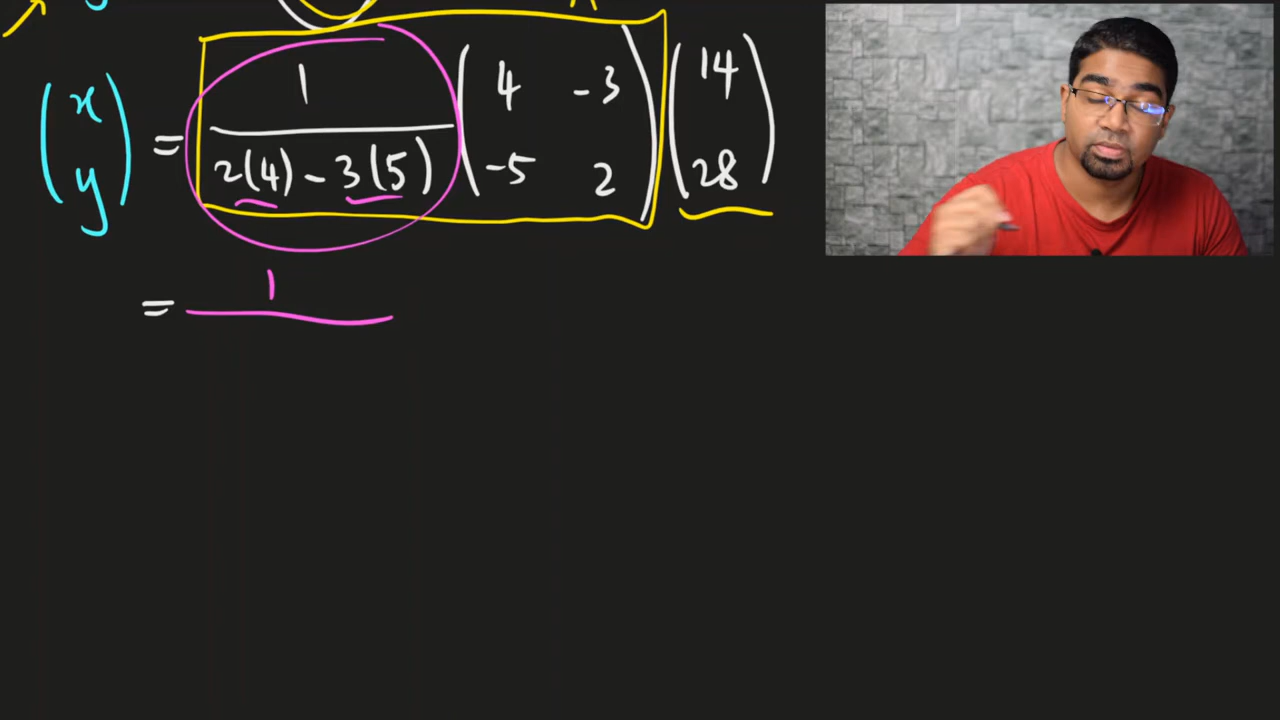 (x y) = 1 / 2(4) - 3(5) (4 -3 -5 2) (14 28)
= 1